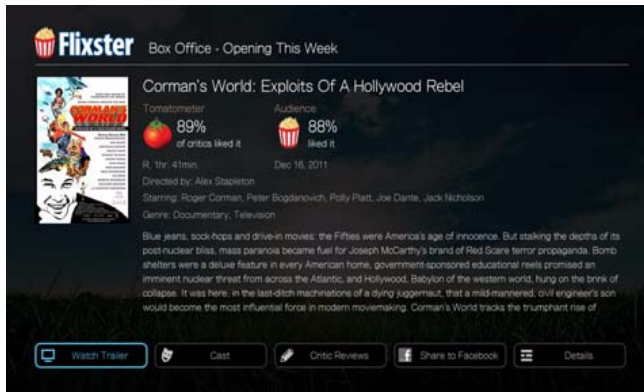 Flixster Box Office - Opening This Week
Corman's World: Exploits Of A Hollywood Rebel
Tomatometer Audience
89% 88%
of critics liked it liked it
R, 1hr. 41min. Dec 16, 2011
Directed by: Alex Stapleton
Starring: Roger Corman, Peter Bogdanovich, Polly Platt, Joe Dante, Jack Nicholson
Genre: Documentary, Television
CORMAN'S
WORLD
Blue jeans, sock-hops and drive-in movies: the Fifties were America's age of innocence. But stalking the depths of its
post-nuclear bliss, mass paranoia became fuel for Joseph McCarthy's brand of Red Scare terror propaganda. Bomb
shelters were a deluxe feature in every American home, government-sponsored educational reels promised an
imminent nuclear threat from across the Atlantic, and Hollywood, Babylon of the western world, hung on the brink of
collapse. It was here, in the last-ditch machinations of a dying juggernaut, that a mild-mannered, civil engineer's son
would become the most influential force in modern moviemaking. Corman's World tracks the triumphant rise of
Watch Trailer Cast Critic Reviews Share to Facebook Details